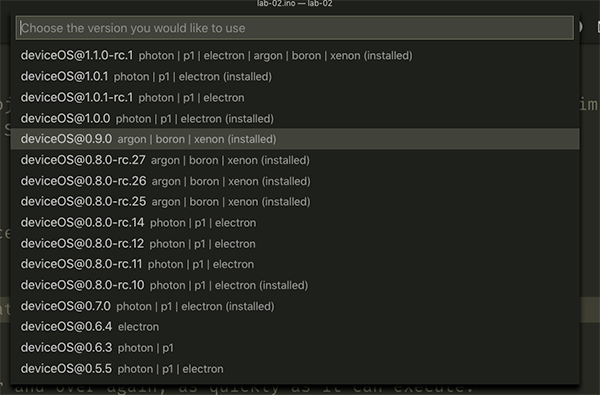 lab-02.ino — lab-02
Choose the version you would like to use
deviceOS@1.1.0-rc.1 photon | p1 | electron | argon | boron | xenon (installed)
deviceOS@1.0.1 photon | p1 | electron (installed)
deviceOS@1.0.1-rc.1 photon | p1 | electron
deviceOS@1.0.0 photon | p1 | electron (installed)
deviceOS@0.9.0 argon | boron | xenon (installed)
deviceOS@0.8.0-rc.27 argon | boron | xenon (installed)
deviceOS@0.8.0-rc.26 argon | boron | xenon (installed)
deviceOS@0.8.0-rc.25 argon | boron | xenon (installed)
deviceOS@0.8.0-rc.14 photon | p1 | electron
deviceOS@0.8.0-rc.12 photon | p1 | electron
deviceOS@0.8.0-rc.11 photon | p1 | electron
deviceOS@0.8.0-rc.10 photon | p1 | electron (installed)
deviceOS@0.7.0 photon | p1 | electron (installed)
deviceOS@0.6.4 electron
deviceOS@0.6.3 photon | p1
deviceOS@0.5.5 photon | p1 | electron
and over again, as quickly as it can execute.